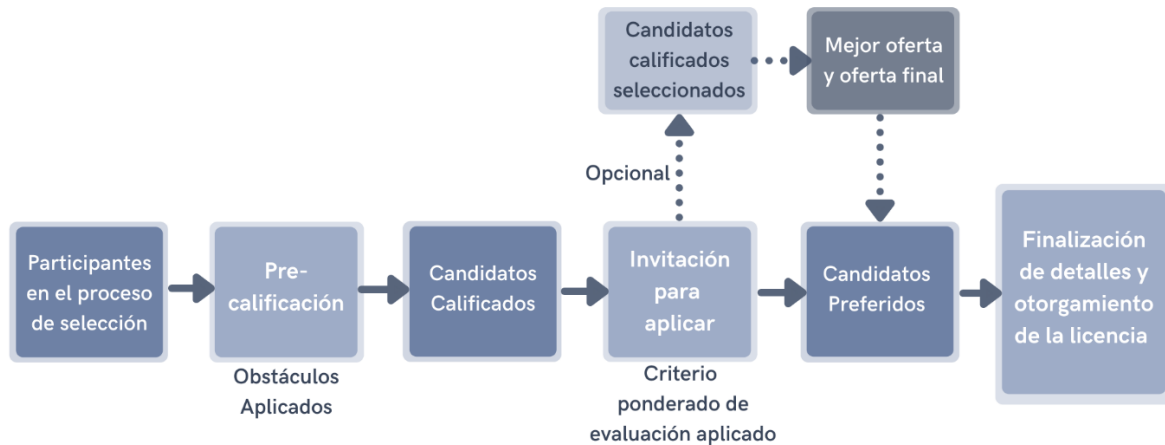 Candidatos
calificados
seleccionados
Mejor oferta
y oferta final
Opcional
Participantes
en el proceso
de selección
Pre-
calificación
Obstáculos
Aplicados
Candidatos
Calificados
Invitación
para
aplicar
Criterio
ponderado de
evaluación aplicado
Candidatos
Preferidos
Finalización
de detalles y
otorgamiento
de la licencia